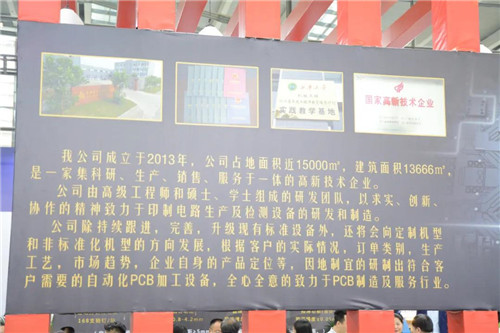 实践教学基地
国家高新技术企业
我公司成立于2013年，公司占地面积近15000㎡，建筑面积13666㎡，
是一家集科研、生产、销售、服务于一体的高新技术企业。
公司由高级工程师和硕士、学士组成的研发团队，以求实、创新、
协作的精神致力于印制电路生产及检测设备的研发和制造。
公司除持续跟进，完善，升级现有标准设备外，还将会向定制机型
和非标准化机型的方向发展，根据客户的实际情况，订单类别，生产
工艺，市场趋势，企业自身的产品定位等，因地制宜的研制出符合客
户需要的自动化PCB加工设备，全心全意的致力于PCB制造及服务行业。